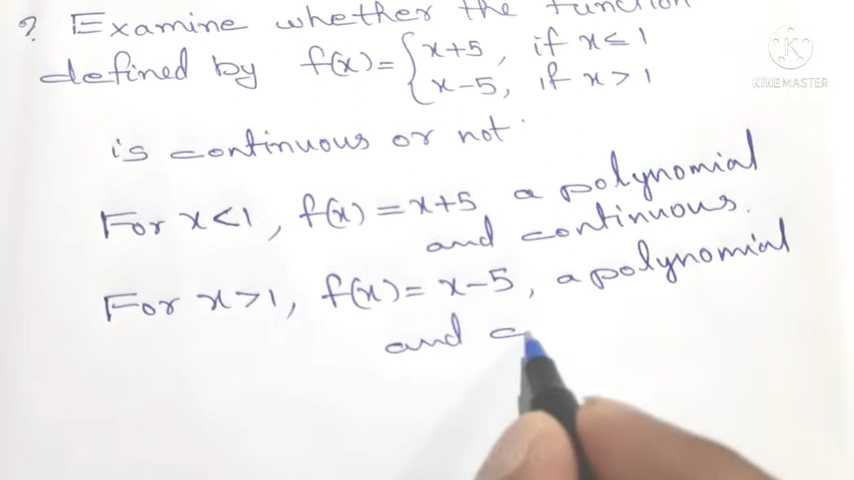 ? Examine whether the function
defined by f(x) = { x+5, if x ≤ 1
x-5, if x > 1
K
KINEMASTER
is continuous or not.
For x<1, f(x) = x+5 a polynomial
and continuous.
For x>1, f(x) = x-5, a polynomial
and c